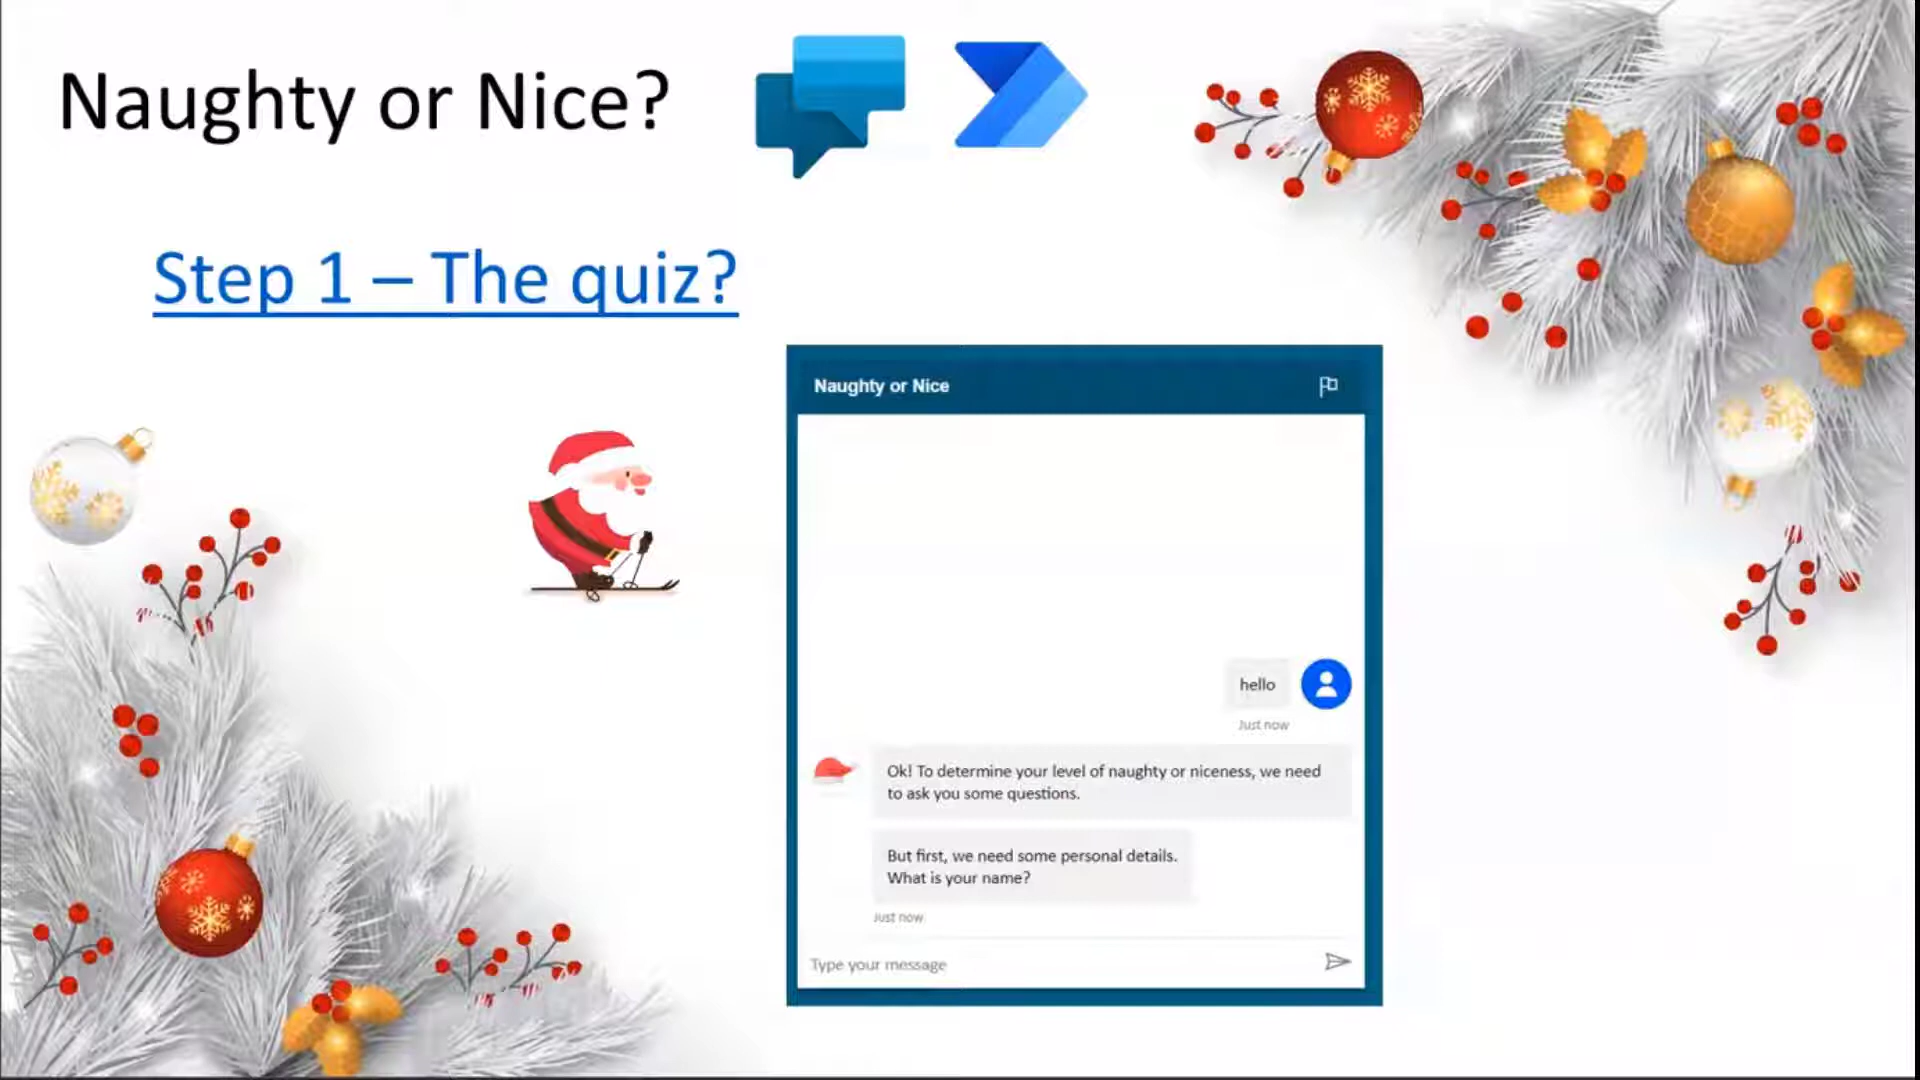 Naughty or Nice?
Step 1 – The quiz?
Naughty or Nice
hello
Just now
Ok! To determine your level of naughty or niceness, we need
to ask you some questions.
But first, we need some personal details.
What is your name?
Just now
Type your message